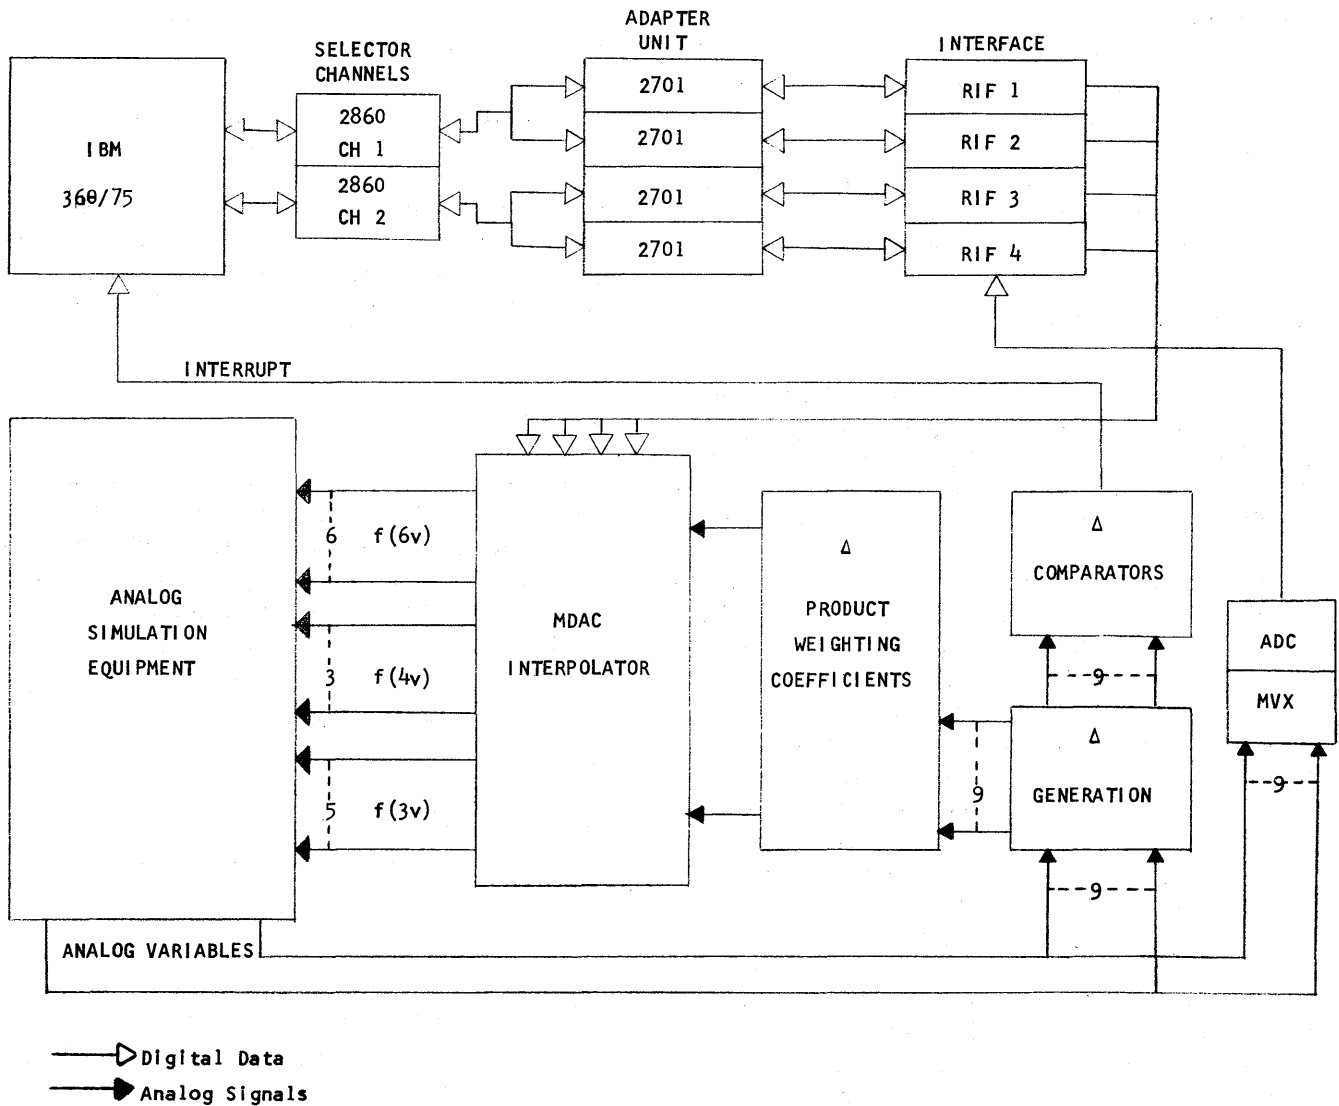 ADAPTER
UNIT
SELECTOR
CHANNELS
INTERFACE
IBM
360/75
2860
CH 1
2860
CH 2
2701
2701
2701
2701
RIF 1
RIF 2
RIF 3
RIF 4
INTERRUPT
ANALOG
SIMULATION
EQUIPMENT
6 f(6v)
3 f(4v)
5 f(3v)
MDAC
INTERPOLATOR
Δ
PRODUCT
WEIGHTING
COEFFICIENTS
Δ
COMPARATORS
9
Δ
GENERATION
9
9
ADC
MVX
9
ANALOG VARIABLES
Digital Data
Analog Signals